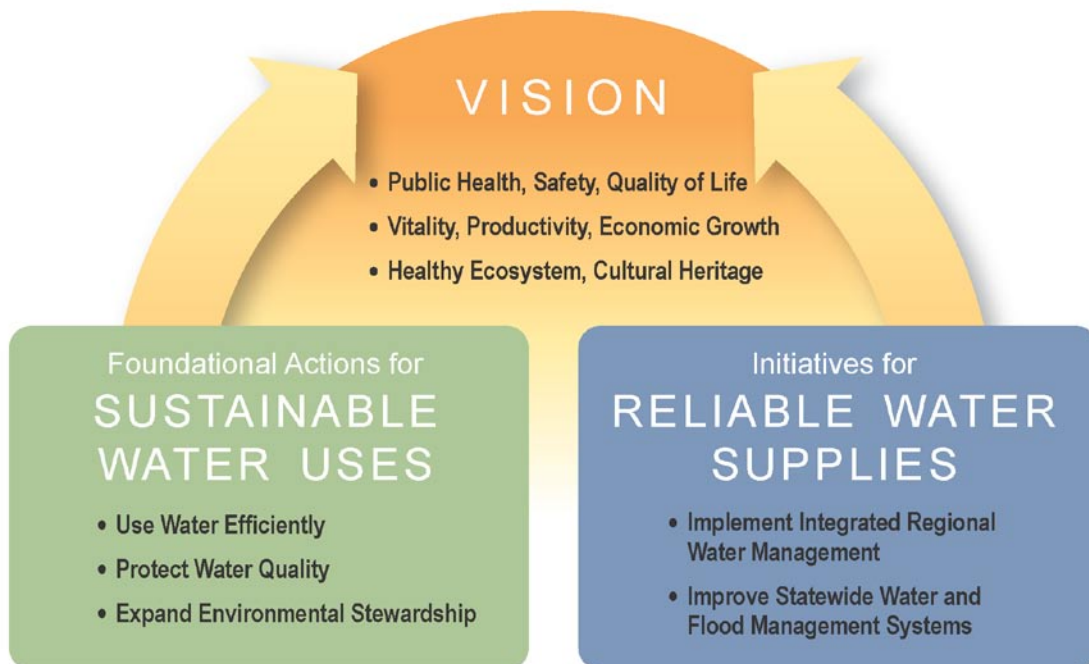 VISION
• Public Health, Safety, Quality of Life
• Vitality, Productivity, Economic Growth
• Healthy Ecosystem, Cultural Heritage
Foundational Actions for
SUSTAINABLE
WATER USES
• Use Water Efficiently
• Protect Water Quality
• Expand Environmental Stewardship
Initiatives for
RELIABLE WATER
SUPPLIES
• Implement Integrated Regional
Water Management
• Improve Statewide Water and
Flood Management Systems